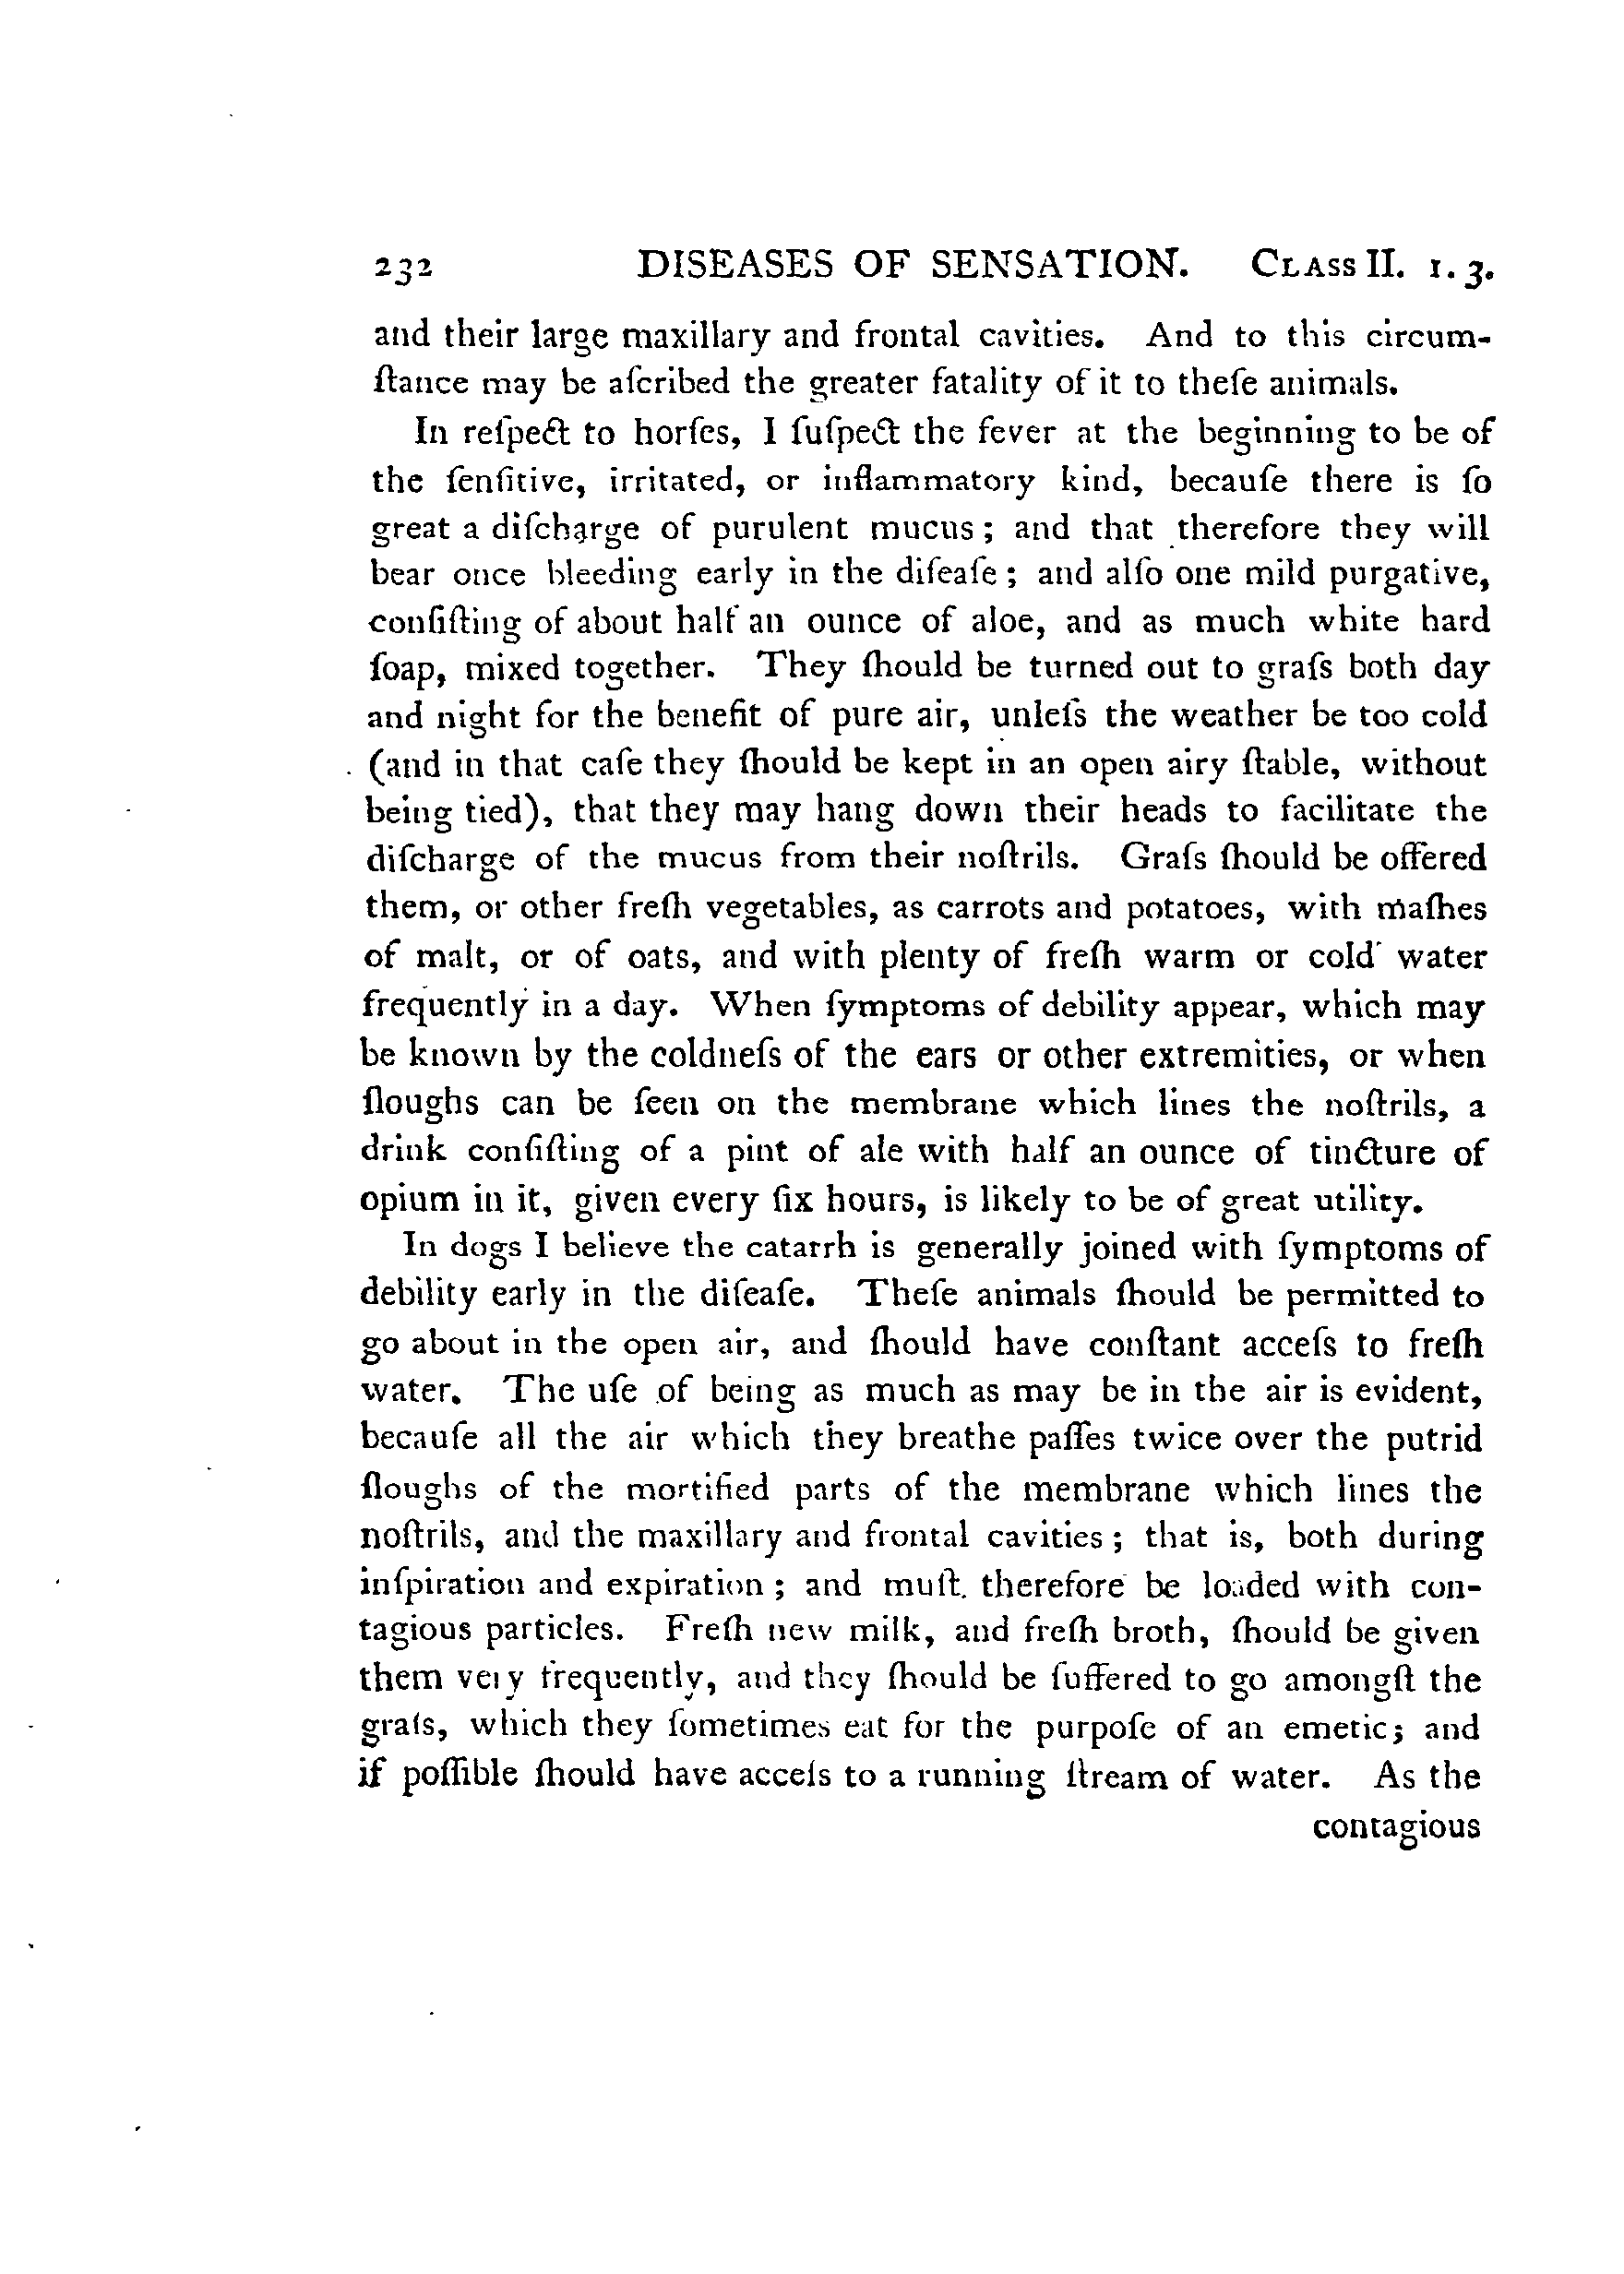 232 DISEASES OF SENSATION. CLASS II. 1. 3.
and their large maxillary and frontal cavities. And to this circum-
ſtance may be aſcribed the greater fatality of it to theſe animals.
In reſpect to horſes, I ſuſpect the fever at the beginning to be of
the ſenſitive, irritated, or inflammatory kind, becauſe there is ſo
great a diſcharge of purulent mucus; and that therefore they will
bear once bleeding early in the diſeaſe; and alſo one mild purgative,
conſiſting of about half an ounce of aloe, and as much white hard
ſoap, mixed together. They ſhould be turned out to graſs both day
and night for the benefit of pure air, unleſs the weather be too cold
(and in that caſe they ſhould be kept in an open airy ſtable, without
being tied), that they may hang down their heads to facilitate the
diſcharge of the mucus from their noſtrils. Graſs ſhould be offered
them, or other freſh vegetables, as carrots and potatoes, with maſhes
of malt, or of oats, and with plenty of freſh warm or cold water
frequently in a day. When ſymptoms of debility appear, which may
be known by the coldneſs of the ears or other extremities, or when
ſloughs can be ſeen on the membrane which lines the noſtrils, a
drink conſiſting of a pint of ale with half an ounce of tincture of
opium in it, given every ſix hours, is likely to be of great utility.
In dogs I believe the catarrh is generally joined with ſymptoms of
debility early in the diſeaſe. Theſe animals ſhould be permitted to
go about in the open air, and ſhould have conſtant acceſs to freſh
water. The uſe of being as much as may be in the air is evident,
becauſe all the air which they breathe paſſes twice over the putrid
ſloughs of the mortified parts of the membrane which lines the
noſtrils, and the maxillary and frontal cavities; that is, both during
inſpiration and expiration; and muſt therefore be loaded with con-
tagious particles. Freſh new milk, and freſh broth, ſhould be given
them very frequently, and they ſhould be ſuffered to go amongſt the
graſs, which they ſometimes eat for the purpoſe of an emetic; and
if poſſible ſhould have acceſs to a running ſtream of water. As the
contagious